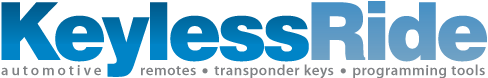 KeylessRide
automotive remotes • transponder keys • programming tools